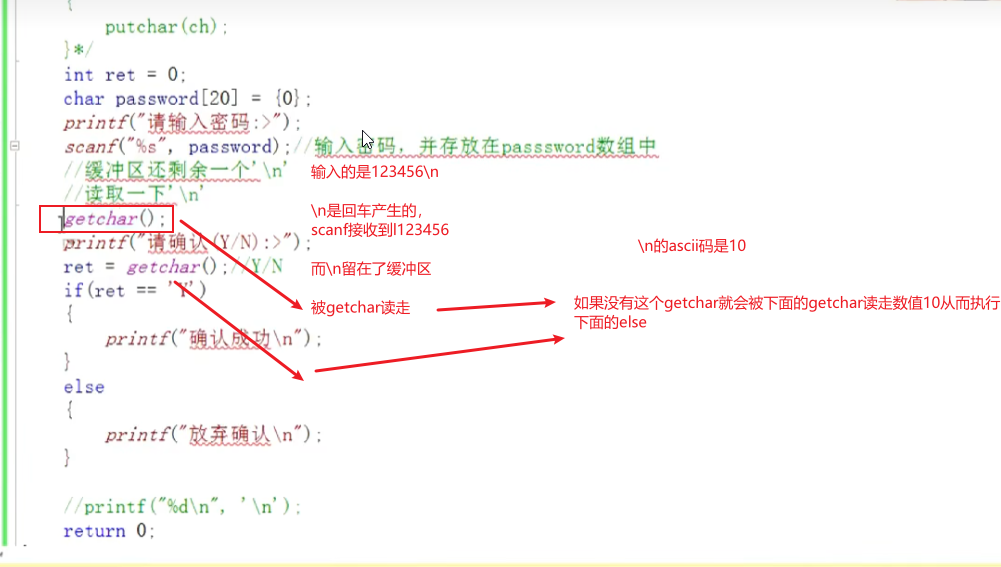 {
putchar(ch);
}*/
int ret = 0;
char password[20] = {0};
printf("请输入密码:>");
scanf("%s", password);//输入密码，并存放在passsword数组中
//缓冲区还剩余一个'\n'
输入的是123456\n
//读取一下'\n'
getchar();
\n是回车产生的，
scanf接收到l123456
printf("请确认(Y/N):>");
\n的ascii码是10
ret = getchar();//Y/N
而\n留在了缓冲区
if(ret == 'Y')
{
被getchar读走
如果没有这个getchar就会被下面的getchar读走数值10从而执行
下面的else
printf("确认成功\n");
}
else
{
printf("放弃确认\n");
}
//printf("%d\n", '\n');
return 0;